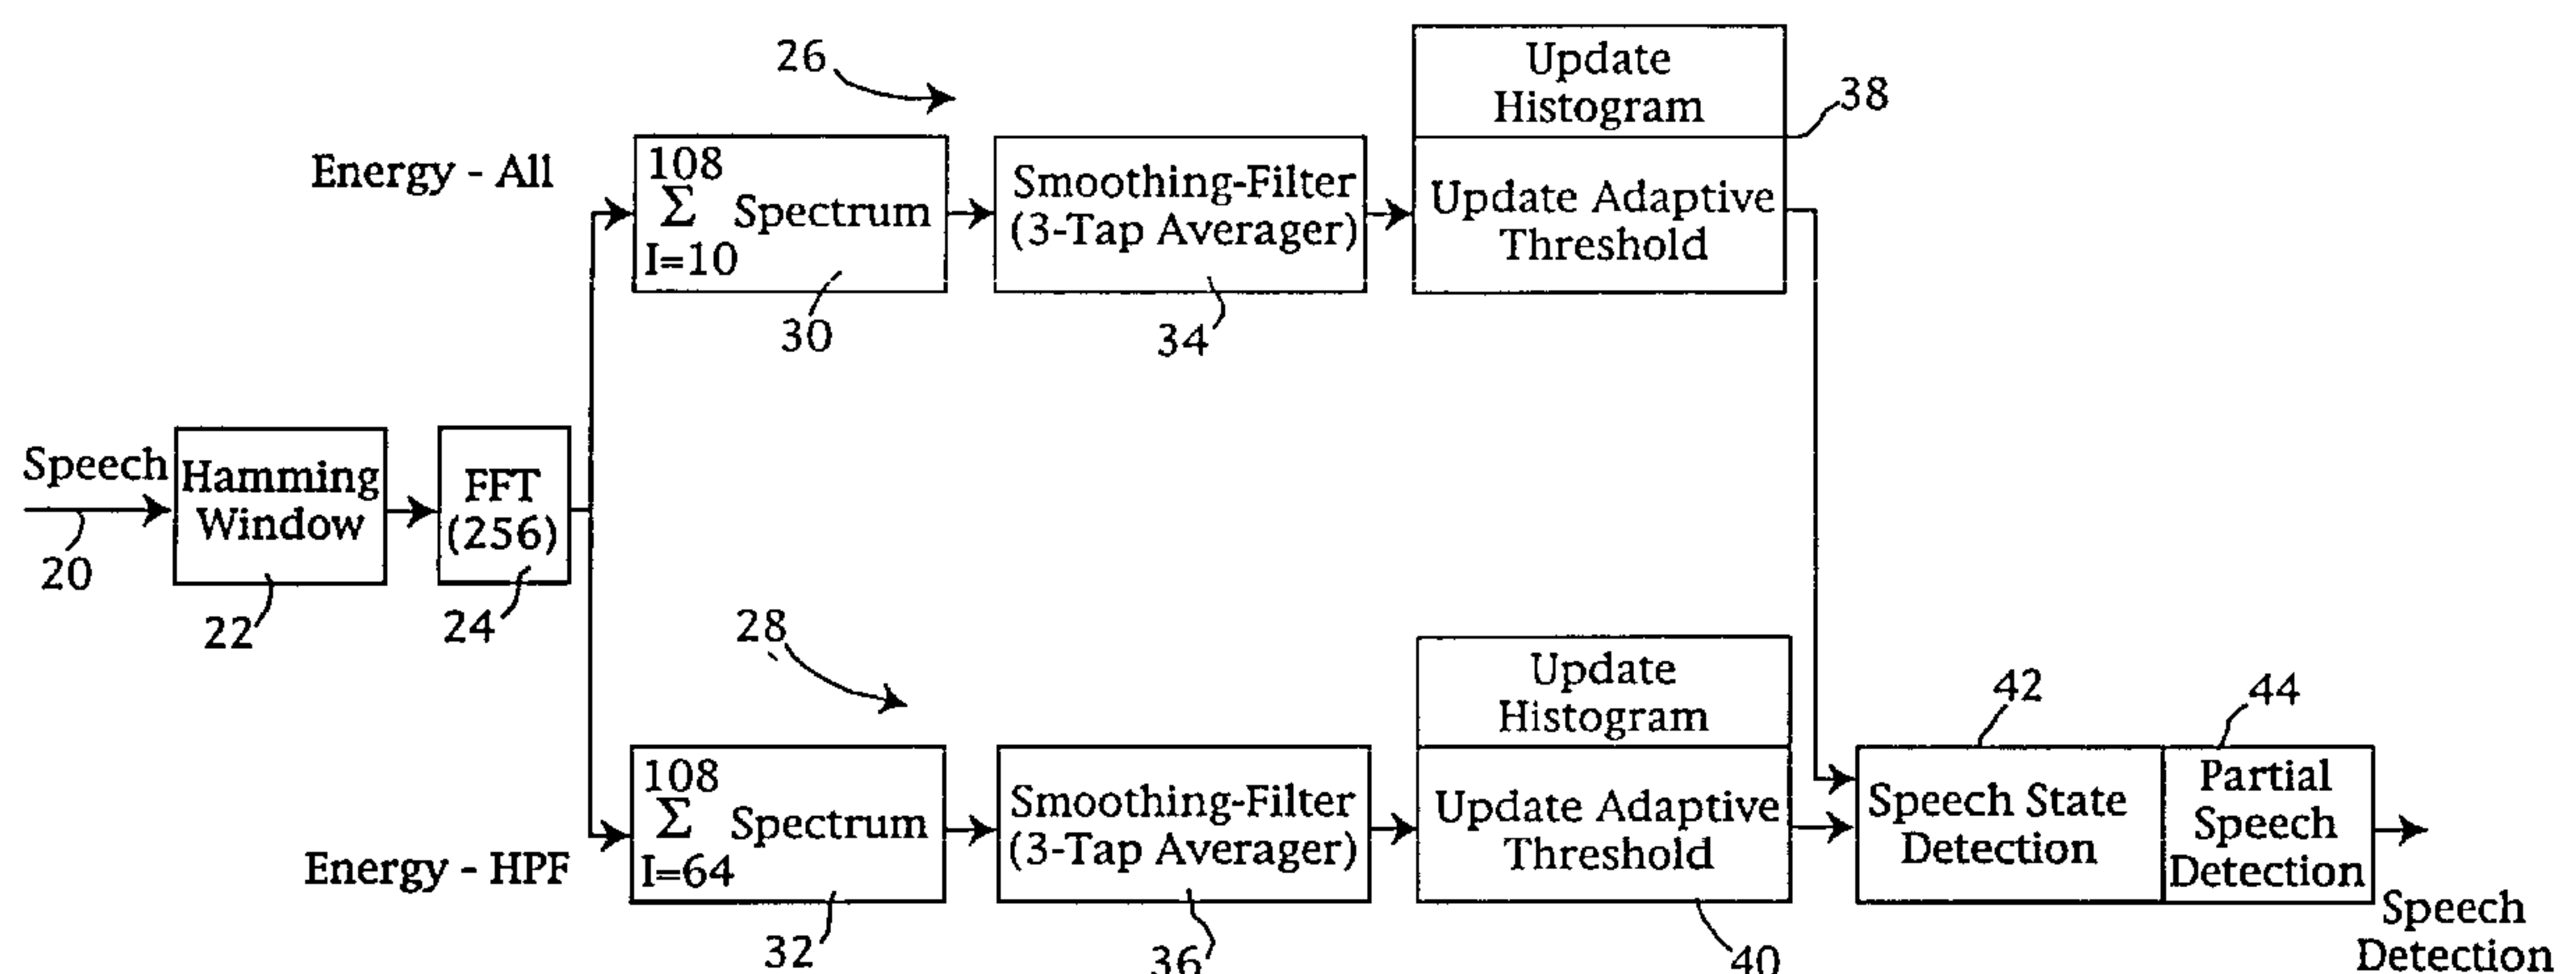 26
Update
Histogram
38
Energy - All
108
Σ Spectrum
I=10
30
Smoothing-Filter
(3-Tap Averager)
34
Update Adaptive
Threshold
Speech
20
Hamming
Window
22
FFT
(256)
24
28
Energy - HPF
108
Σ Spectrum
I=64
32
Smoothing-Filter
(3-Tap Averager)
36
Update
Histogram
Update Adaptive
Threshold
40
42
Speech State
Detection
44
Partial
Speech
Detection
Speech
Detection